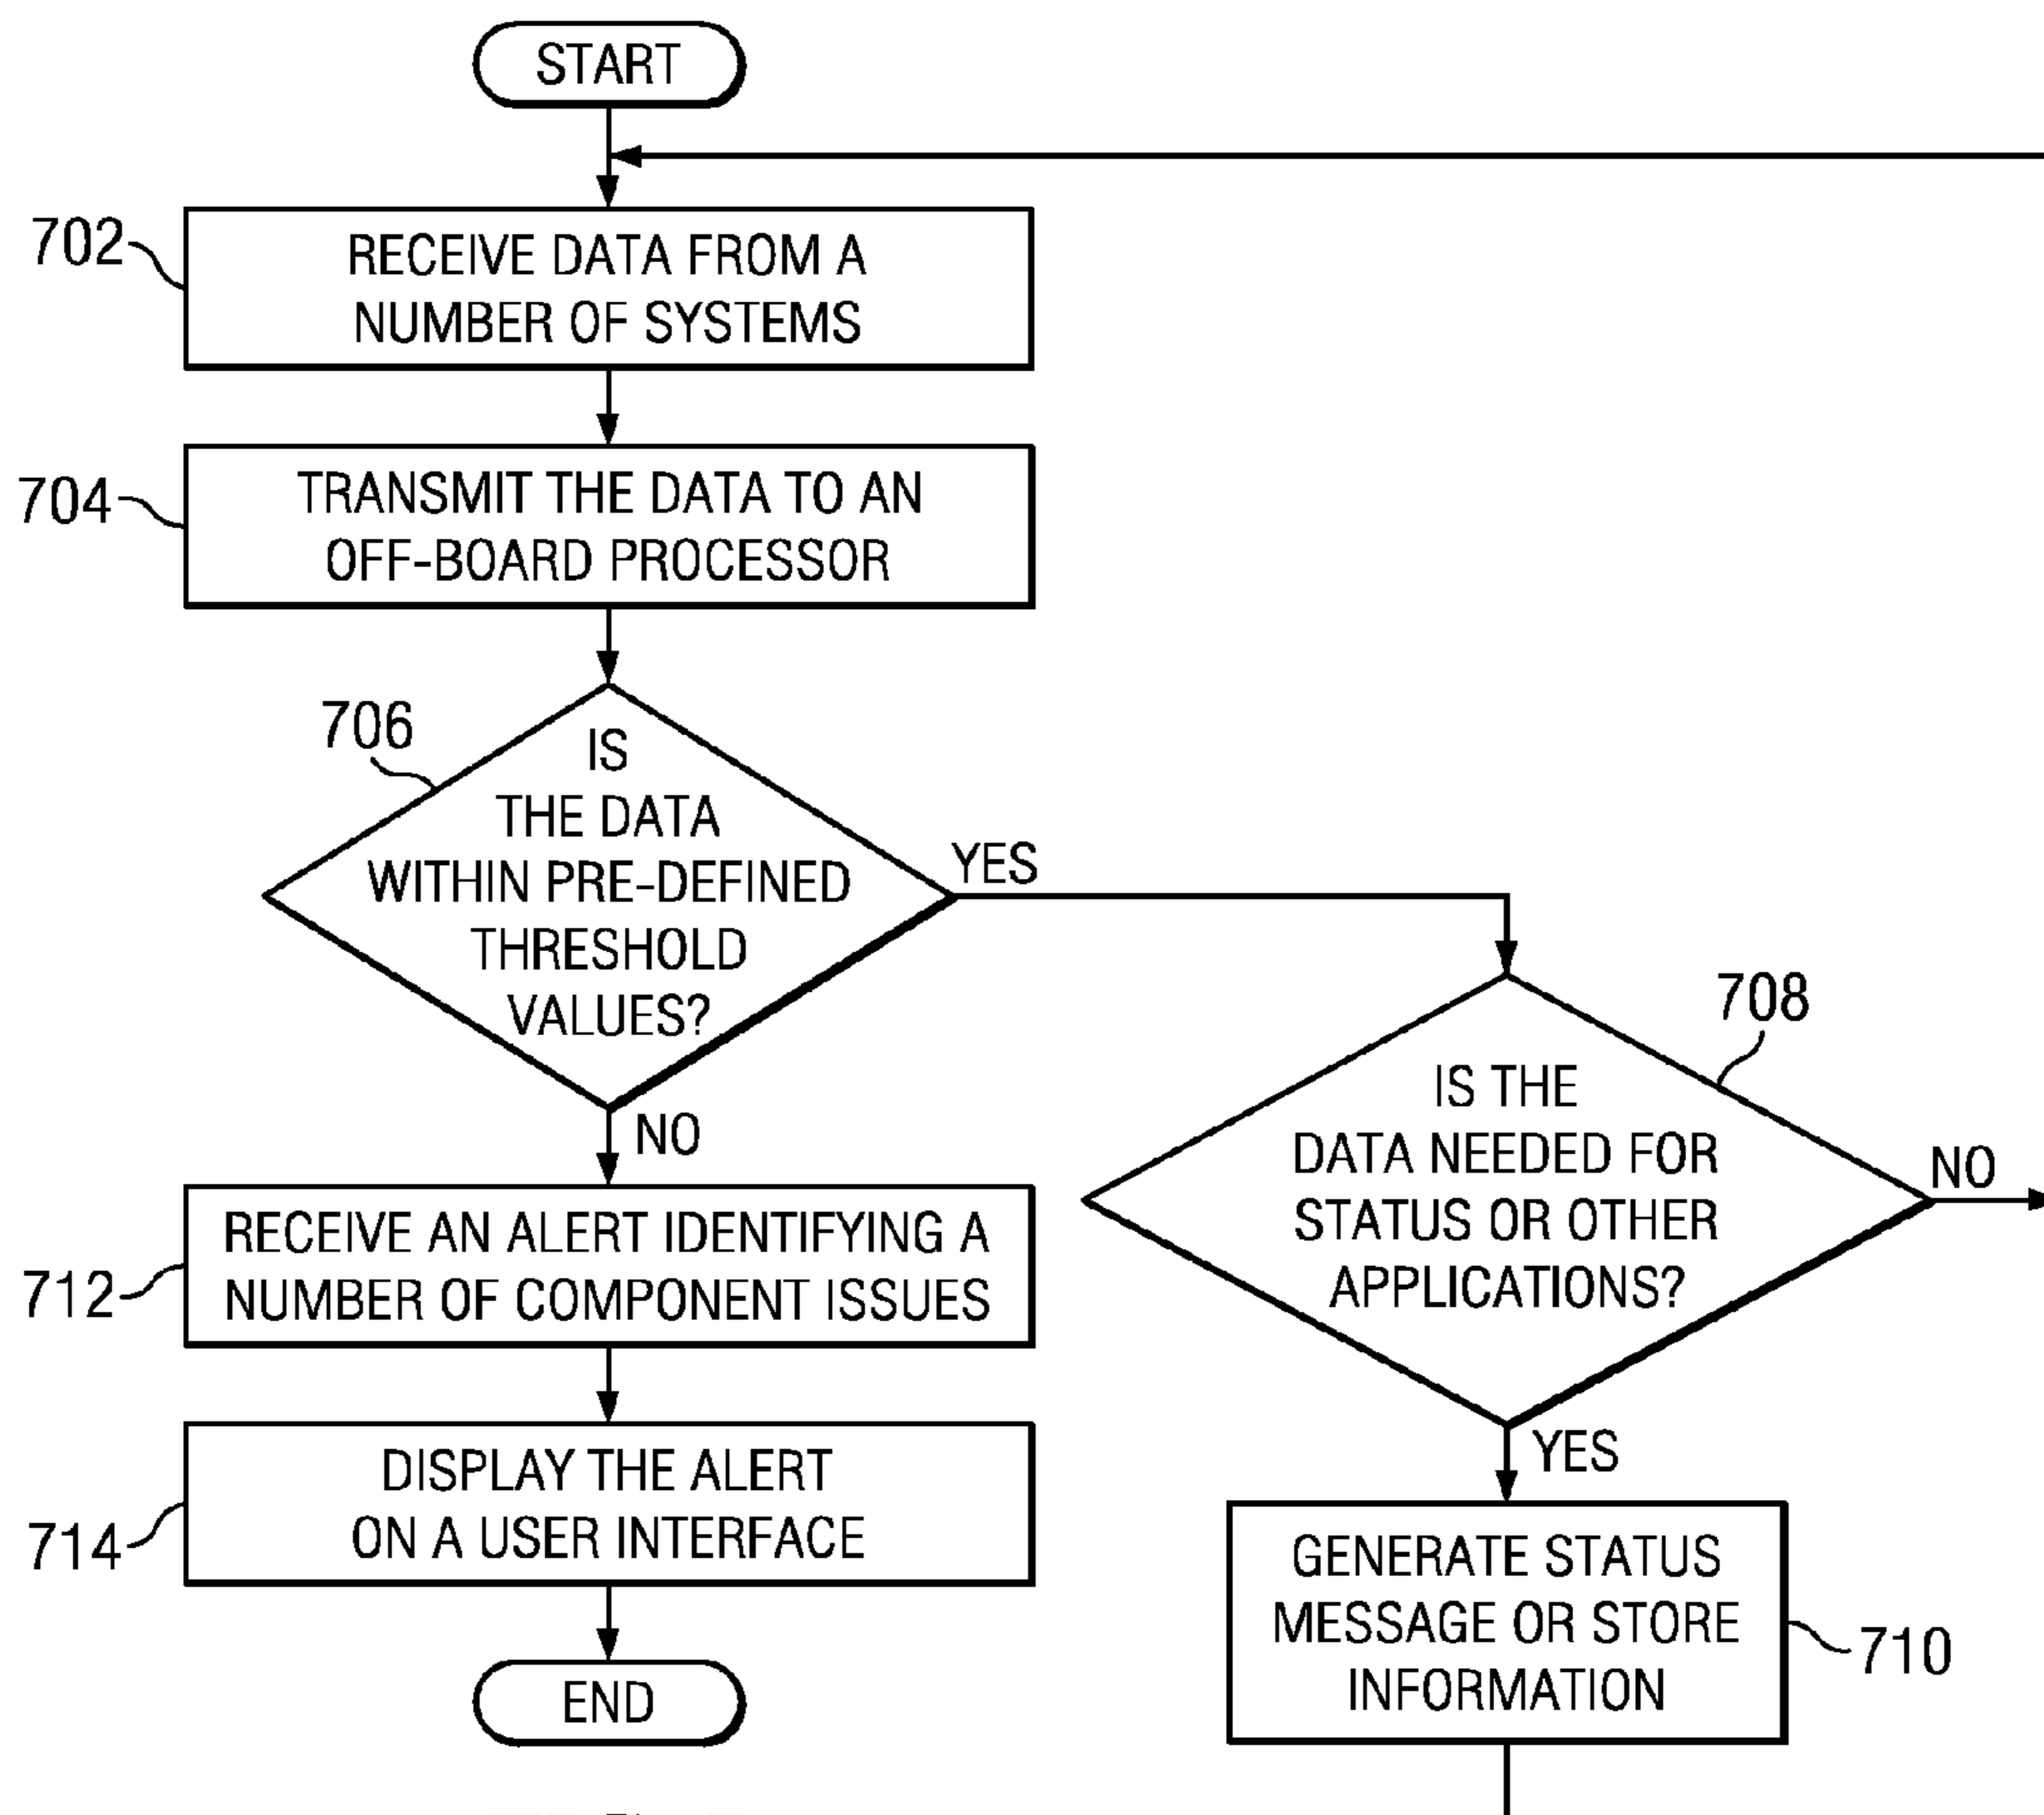 START
702
RECEIVE DATA FROM A
NUMBER OF SYSTEMS
704
TRANSMIT THE DATA TO AN
OFF-BOARD PROCESSOR
706
IS
THE DATA
WITHIN PRE-DEFINED
THRESHOLD
VALUES?
YES
NO
708
IS THE
DATA NEEDED FOR
STATUS OR OTHER
APPLICATIONS?
NO
YES
712
RECEIVE AN ALERT IDENTIFYING A
NUMBER OF COMPONENT ISSUES
714
DISPLAY THE ALERT
ON A USER INTERFACE
GENERATE STATUS
MESSAGE OR STORE
INFORMATION
710
END